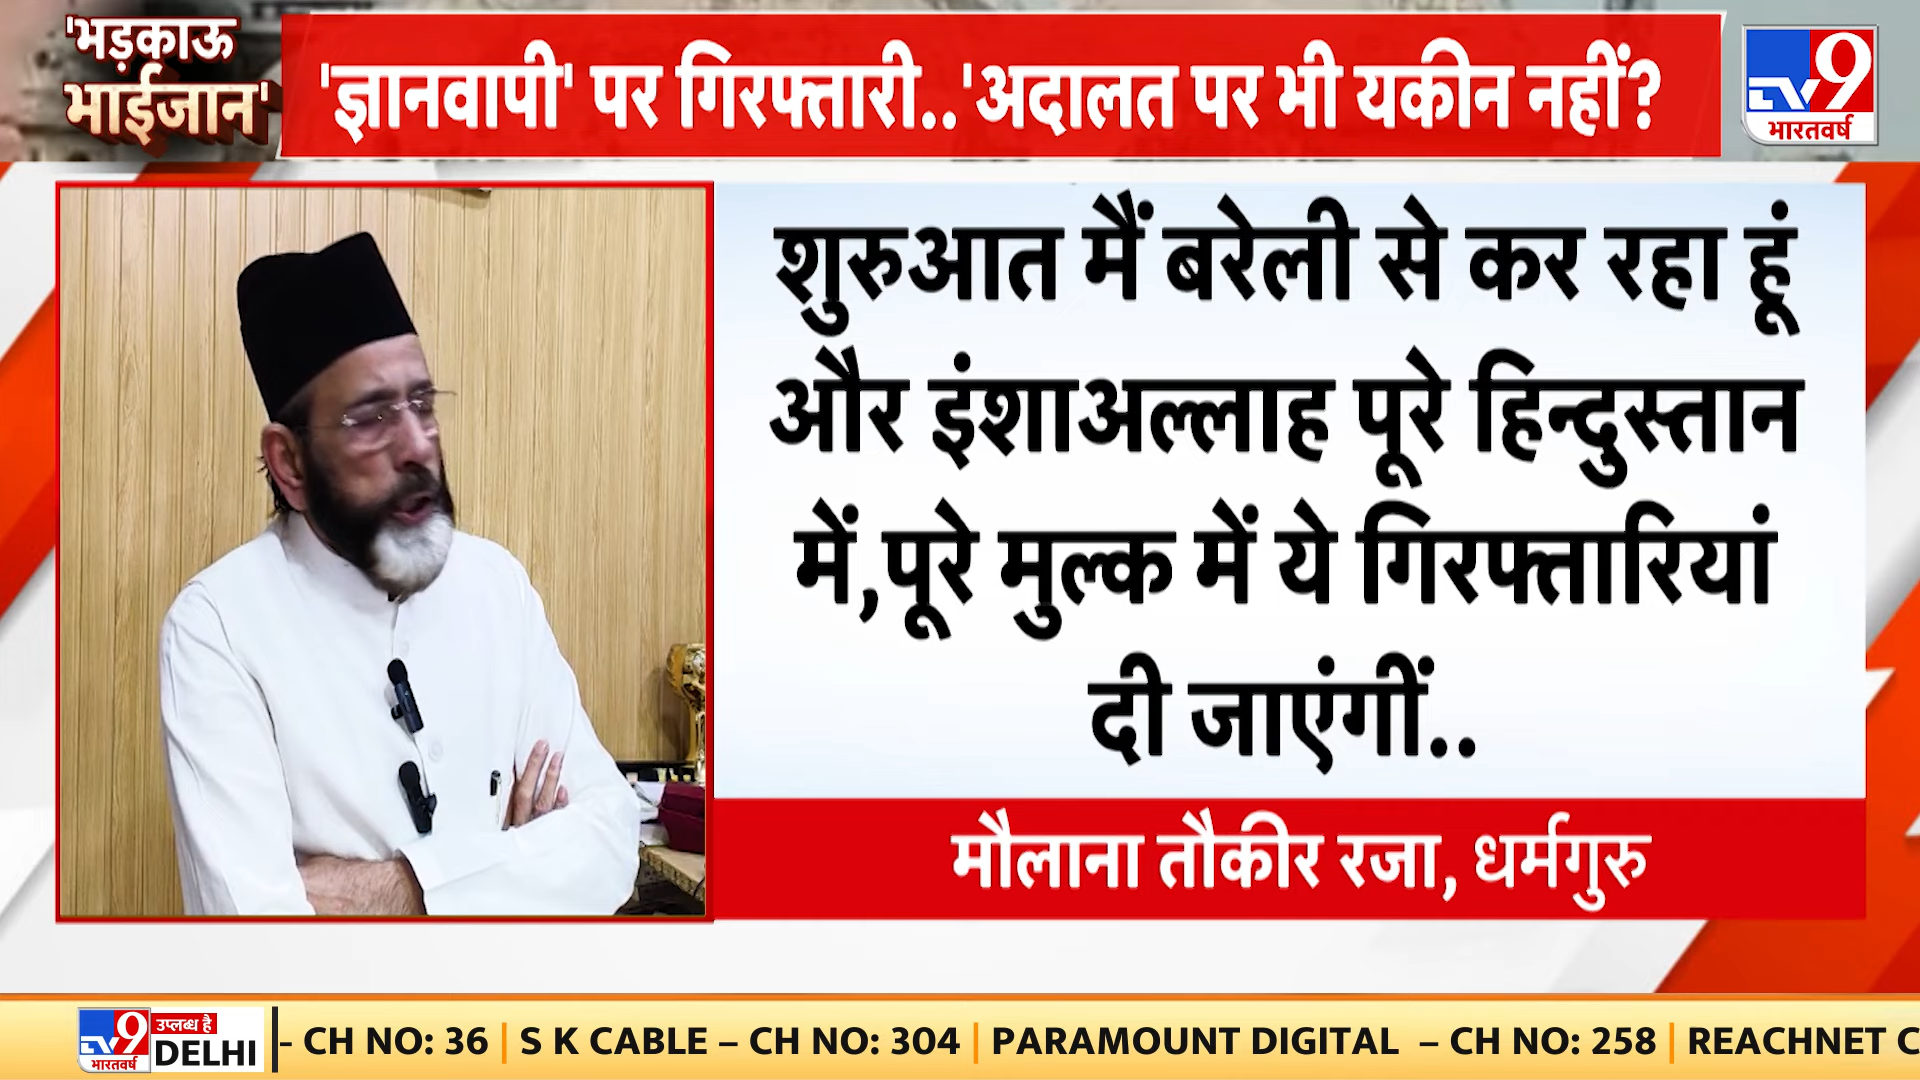 'भड़काऊ
भाईजान'
'ज्ञानवापी' पर गिरफ्तारी..'अदालत पर भी यकीन नहीं?
TV9
भारतवर्ष
शुरुआत मैं बरेली से कर रहा हूं
और इंशाअल्लाह पूरे हिन्दुस्तान
में,पूरे मुल्क में ये गिरफ्तारियां
दी जाएंगीं..
मौलाना तौकीर रजा, धर्मगुरु
TV9
भारतवर्ष
उपलब्ध है
DELHI
– CH NO: 36 | S K CABLE – CH NO: 304 | PARAMOUNT DIGITAL – CH NO: 258 | REACHNET C